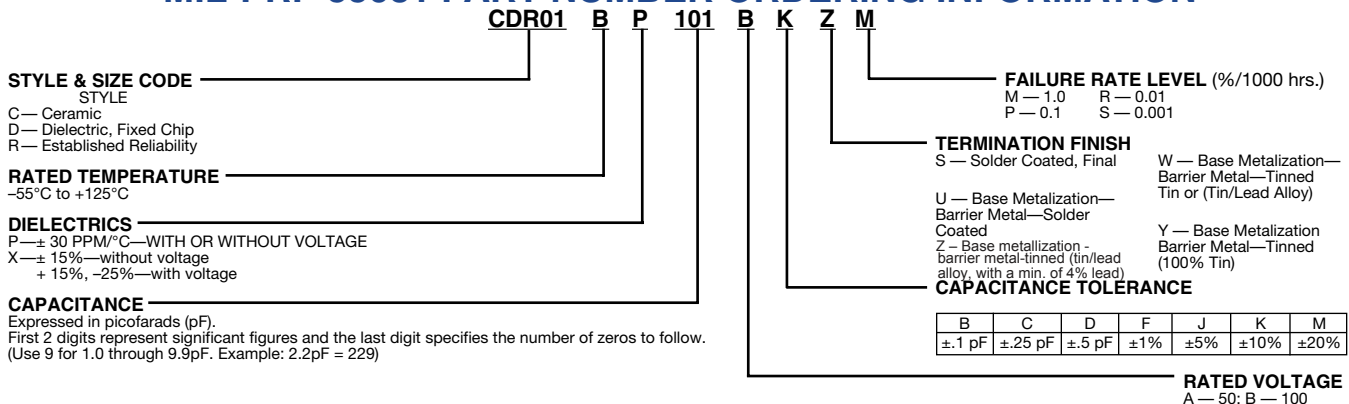 CDR01 B P 101 B K Z M
STYLE & SIZE CODE
STYLE
C — Ceramic
D — Dielectric, Fixed Chip
R — Established Reliability
RATED TEMPERATURE
–55°C to +125°C
DIELECTRICS
P—± 30 PPM/°C—WITH OR WITHOUT VOLTAGE
X—± 15%—without voltage
+ 15%, –25%—with voltage
CAPACITANCE
Expressed in picofarads (pF).
First 2 digits represent significant figures and the last digit specifies the number of zeros to follow.
(Use 9 for 1.0 through 9.9pF. Example: 2.2pF = 229)
FAILURE RATE LEVEL (%/1000 hrs.)
M — 1.0 R — 0.01
P — 0.1 S — 0.001
TERMINATION FINISH
S — Solder Coated, Final
U — Base Metalization—
Barrier Metal—Solder
Coated
Z – Base metallization -
barrier metal-tinned (tin/lead
alloy, with a min. of 4% lead)
W — Base Metalization—
Barrier Metal—Tinned
Tin or (Tin/Lead Alloy)
Y — Base Metalization
Barrier Metal—Tinned
(100% Tin)
CAPACITANCE TOLERANCE
B C D F J K M
±.1 pF ±.25 pF ±.5 pF ±1% ±5% ±10% ±20%
RATED VOLTAGE
A — 50; B — 100